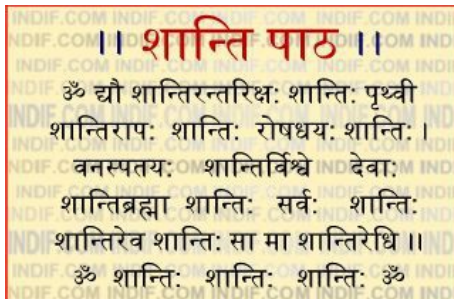 ।। शान्ति पाठ ।।
ॐ द्यौ शान्तिरन्तरिक्ष: शान्ति: पृथ्वी
शान्तिराप: शान्ति: रोषधय: शान्ति: ।
वनस्पतय: शान्तिर्विश्वे देवा:
शान्तिब्रह्मा शान्ति: सर्व: शान्ति:
शान्तिरेव शान्ति: सा मा शान्तिरेधि ।।
ॐ शान्ति: शान्ति: शान्ति: ॐ